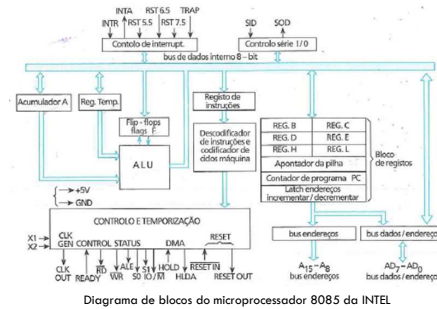 INTA RST 6.5 TRAP
INTR RST 5.5 RST 7.5
SID SOD
Contolo de interrupt.
Controlo série 1/0
bus de dados interno 8 – bit
Acumulador A
Reg. Temp.
Flip - flops
flags F
ALU
Registo de
instruções
Descodificador
de instruções e
codificador de
ciclos máquina
REG. B REG. C
REG. D REG. E
REG. H REG. L
Apontador da pilha
Contador de programa PC
Latch endereços
incrementar / decrementar
Bloco
de registos
+5V
GND
CONTROLO E TEMPORIZAÇÃO
X1
X2
CLK
GEN CONTROL STATUS DMA RESET
CLK
OUT
READY
RD
WR
ALE
S0
S1
IO/M
HOLD
HLDA
RESET IN
RESET OUT
bus endereços
bus dados / endereços
A15 – A8
bus endereços
AD7 – AD0
bus dados/endereço
Diagrama de blocos do microprocessador 8085 da INTEL